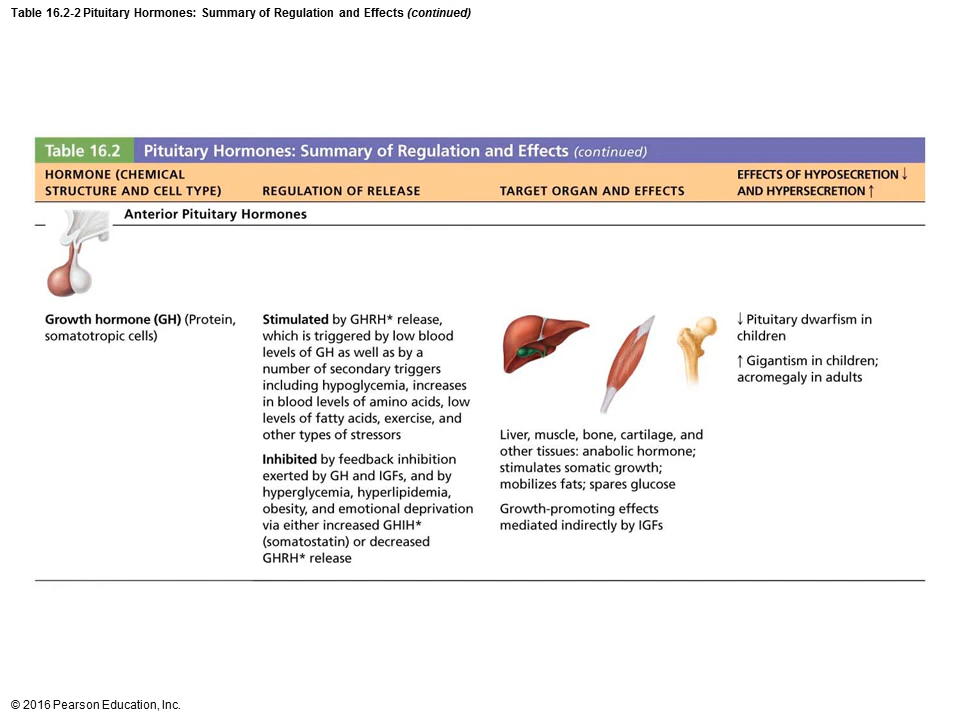 Table 16.2-2 Pituitary Hormones: Summary of Regulation and Effects (continued)
Table 16.2 Pituitary Hormones: Summary of Regulation and Effects (continued)
HORMONE (CHEMICAL
STRUCTURE AND CELL TYPE)
REGULATION OF RELEASE
TARGET ORGAN AND EFFECTS
EFFECTS OF HYPOSECRETION ↓
AND HYPERSECRETION ↑
Anterior Pituitary Hormones
Growth hormone (GH) (Protein,
somatotropic cells)
Stimulated by GHRH* release,
which is triggered by low blood
levels of GH as well as by a
number of secondary triggers
including hypoglycemia, increases
in blood levels of amino acids, low
levels of fatty acids, exercise, and
other types of stressors
Inhibited by feedback inhibition
exerted by GH and IGFs, and by
hyperglycemia, hyperlipidemia,
obesity, and emotional deprivation
via either increased GHIH*
(somatostatin) or decreased
GHRH* release
Liver, muscle, bone, cartilage, and
other tissues: anabolic hormone;
stimulates somatic growth;
mobilizes fats; spares glucose
Growth-promoting effects
mediated indirectly by IGFs
↓ Pituitary dwarfism in
children
↑ Gigantism in children;
acromegaly in adults
© 2016 Pearson Education, Inc.